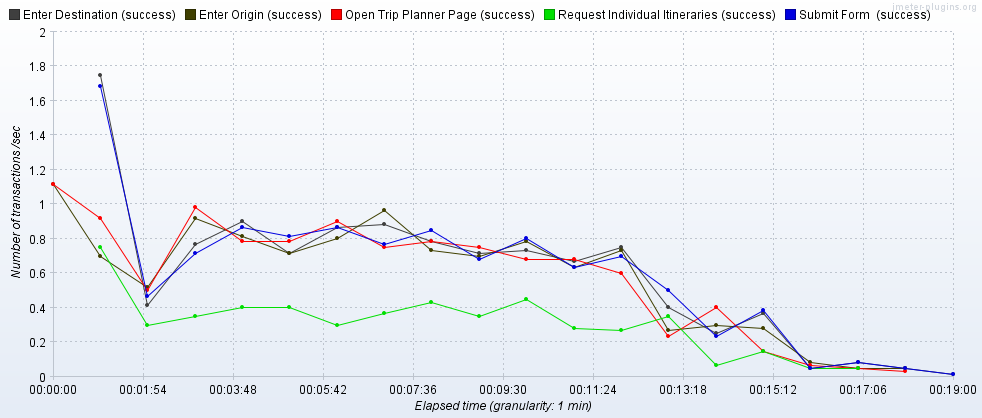 jmeter-plugins.org
Enter Destination (success) Enter Origin (success) Open Trip Planner Page (success) Request Individual Itineraries (success) Submit Form (success)
2
1.8
1.6
1.4
1.2
1
0.8
0.6
0.4
0.2
0
Number of transactions /sec
00:00:00 00:01:54 00:03:48 00:05:42 00:07:36 00:09:30 00:11:24 00:13:18 00:15:12 00:17:06 00:19:00
Elapsed time (granularity: 1 min)